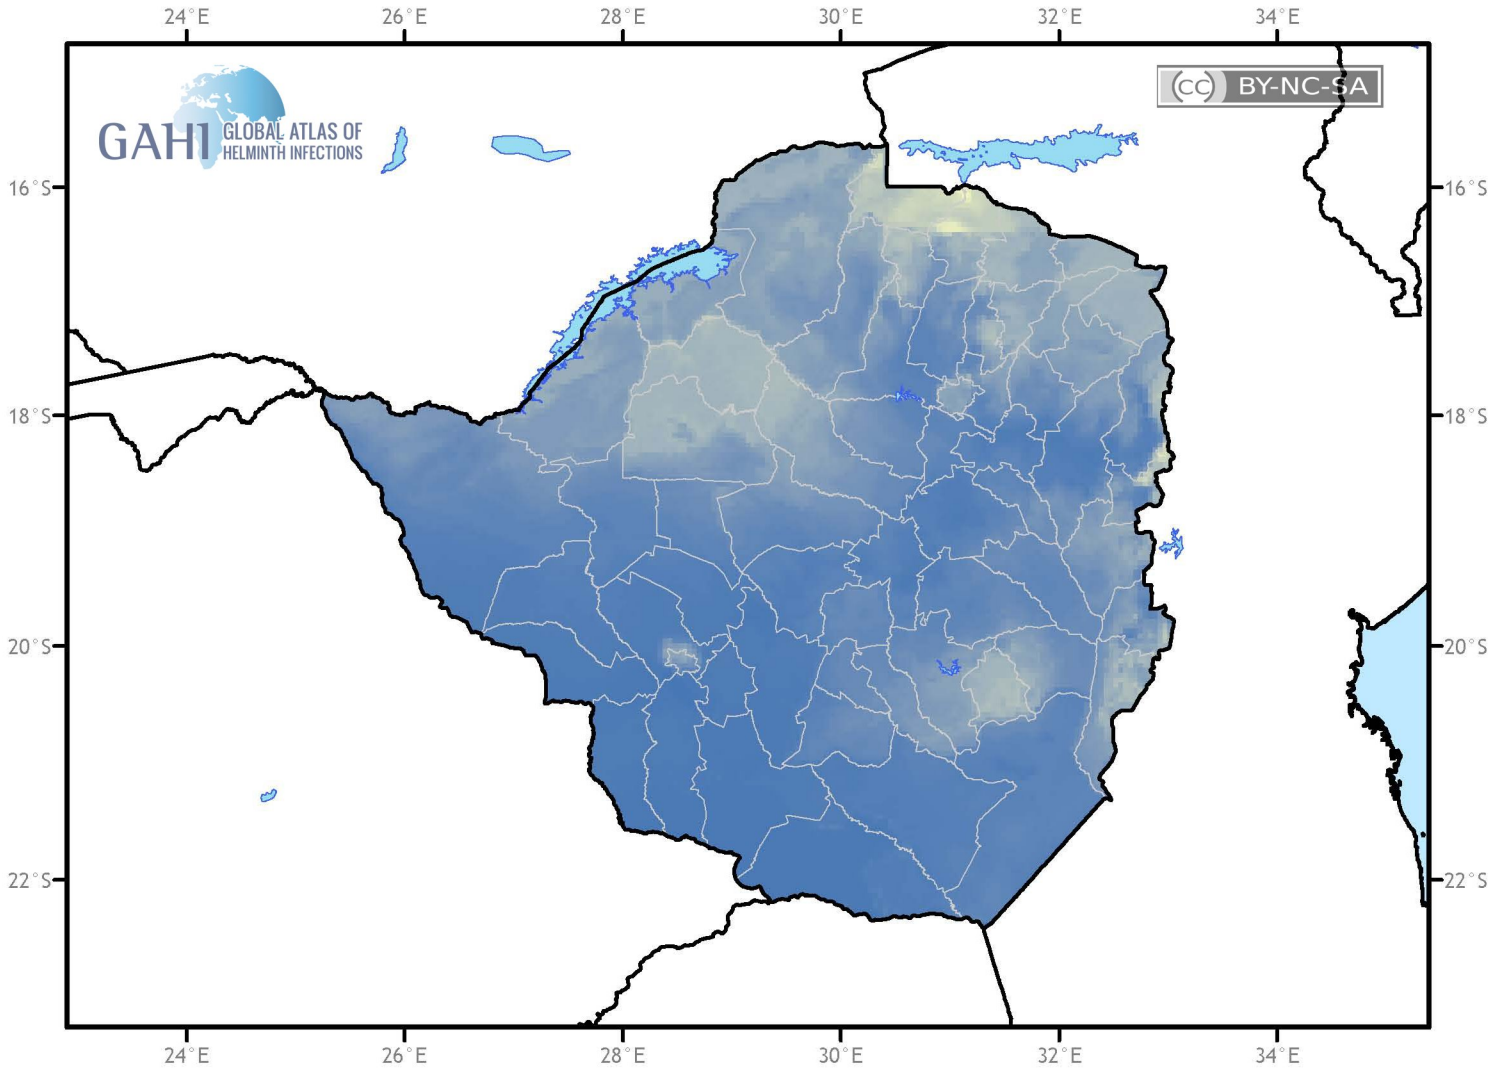 24°E 26°E 28°E 30°E 32°E 34°E
GAHI GLOBAL ATLAS OF
HELMINTH INFECTIONS
CC BY-NC-SA
16°S 16°S
18°S 18°S
20°S 20°S
22°S 22°S
24°E 26°E 28°E 30°E 32°E 34°E